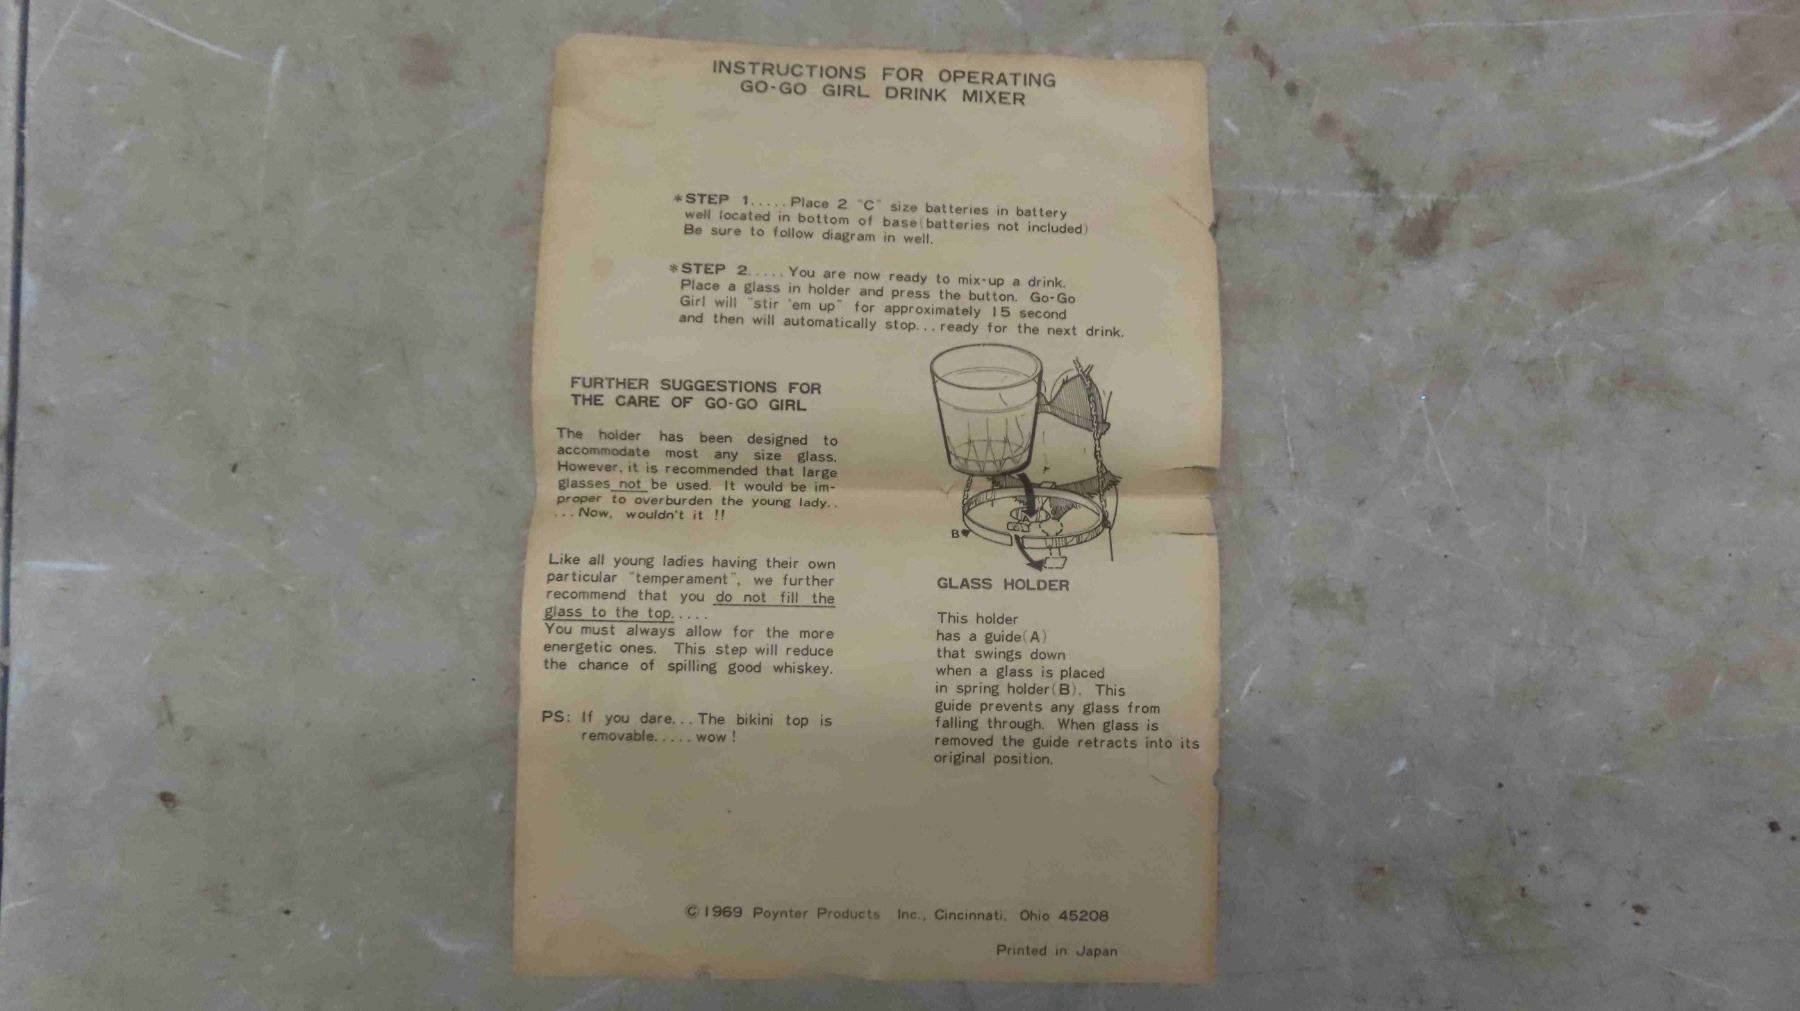 INSTRUCTIONS FOR OPERATING
GO-GO GIRL DRINK MIXER
*STEP 1..... Place 2 "C" size batteries in battery
well located in bottom of base(batteries not included)
Be sure to follow diagram in well.
*STEP 2..... You are now ready to mix-up a drink.
Place a glass in holder and press the button. Go-Go
Girl will "stir 'em up" for approximately 15 second
and then will automatically stop... ready for the next drink.
FURTHER SUGGESTIONS FOR
THE CARE OF GO-GO GIRL
The holder has been designed to
accommodate most any size glass.
However, it is recommended that large
glasses not be used. It would be im-
proper to overburden the young lady..
...Now, wouldn't it !!
Like all young ladies having their own
particular "temperament", we further
recommend that you do not fill the
glass to the top.....
You must always allow for the more
energetic ones. This step will reduce
the chance of spilling good whiskey.
PS: If you dare... The bikini top is
removable..... wow !
B
GLASS HOLDER
This holder
has a guide(A)
that swings down
when a glass is placed
in spring holder(B). This
guide prevents any glass from
falling through. When glass is
removed the guide retracts into its
original position.
©1969 Poynter Products Inc., Cincinnati, Ohio 45208
Printed in Japan